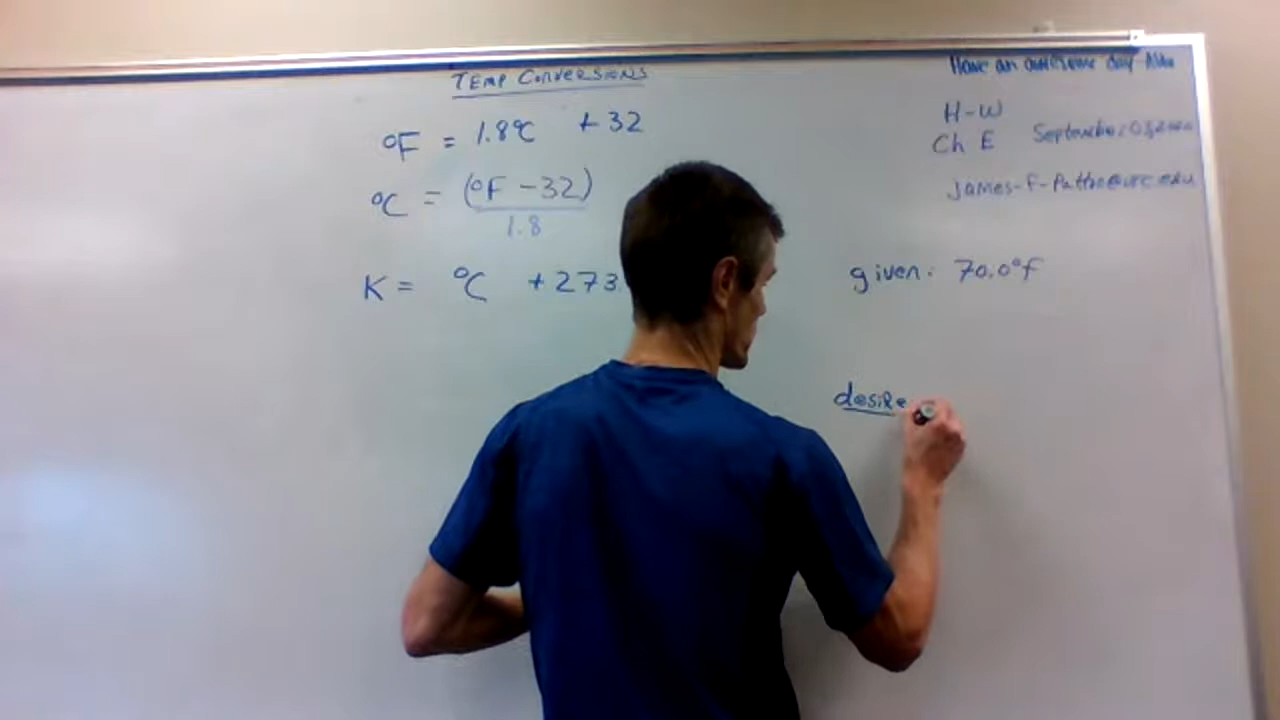 TEMP CONVERSIONS
°F = 1.8°C + 32
°C = (°F - 32)
1.8
K = °C + 273
Have an awesome day
H-W
Ch E
given: 70.0°F
desire